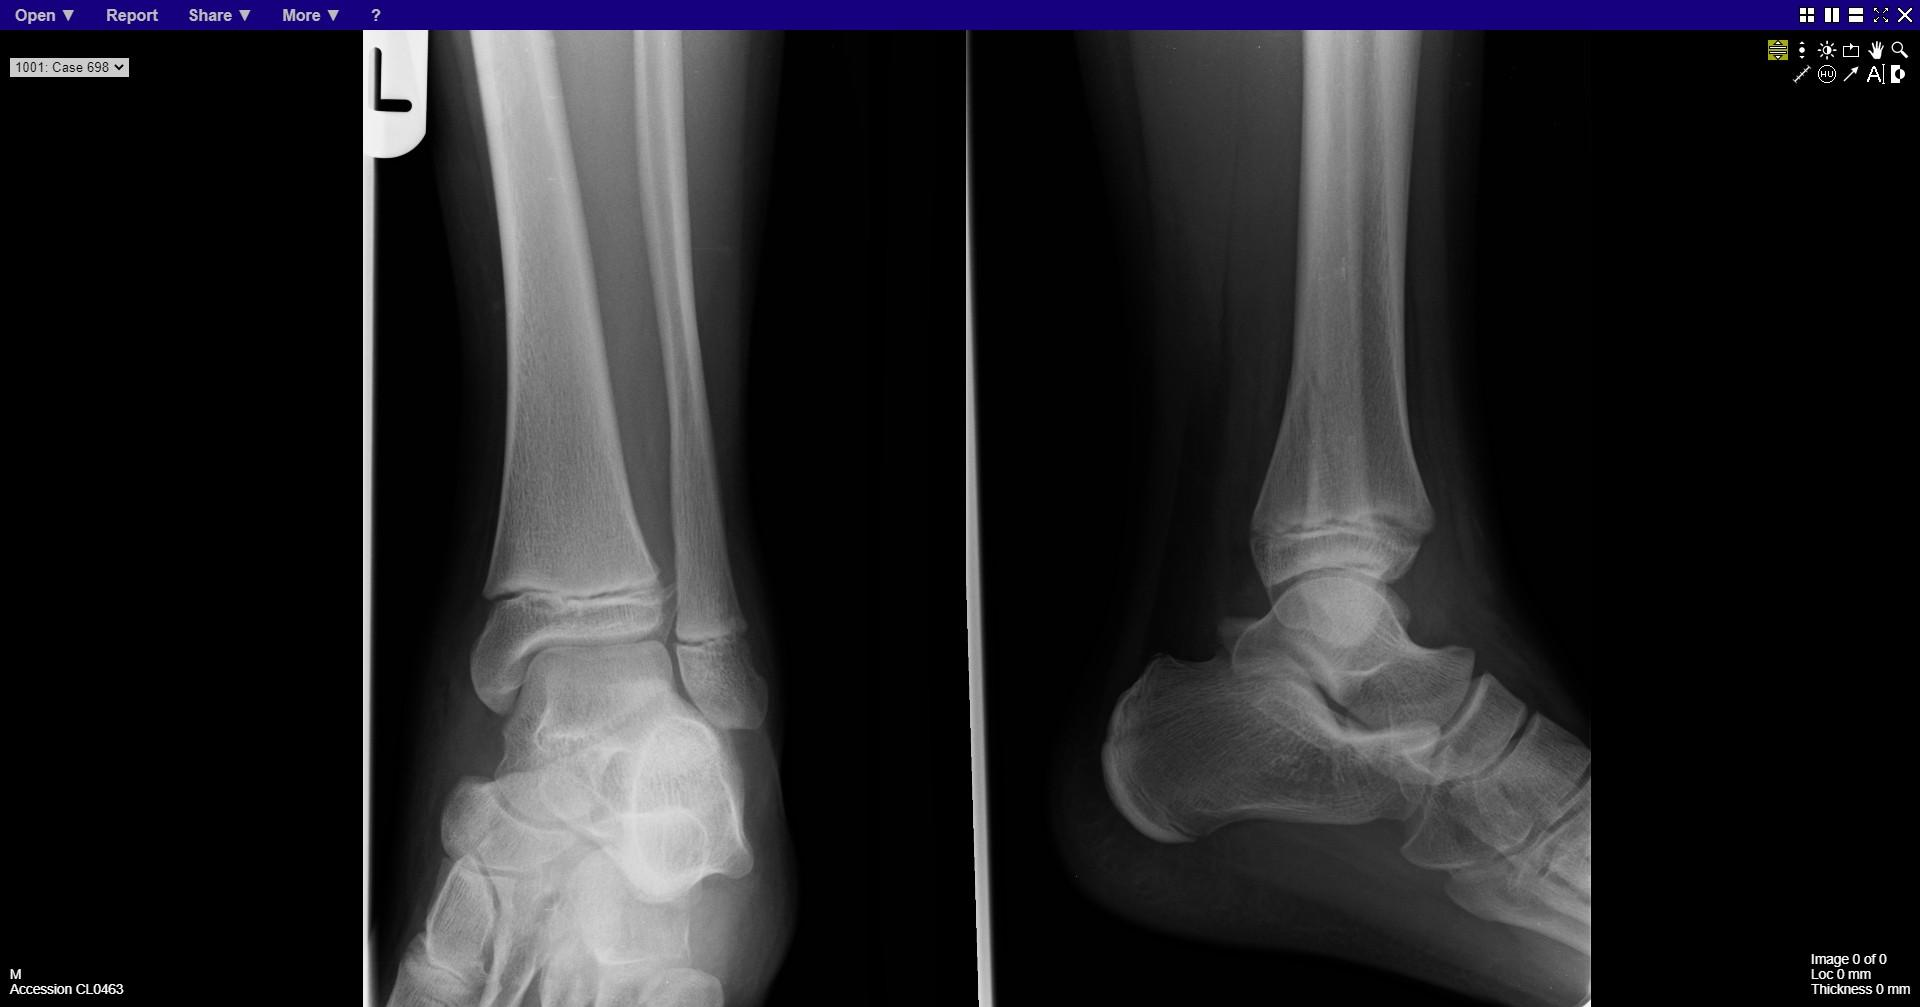 Open ▼ Report Share ▼ More ▼ ?
1001: Case 698
L
HU
A
M
Accession CL0463
Image 0 of 0
Loc 0 mm
Thickness 0 mm